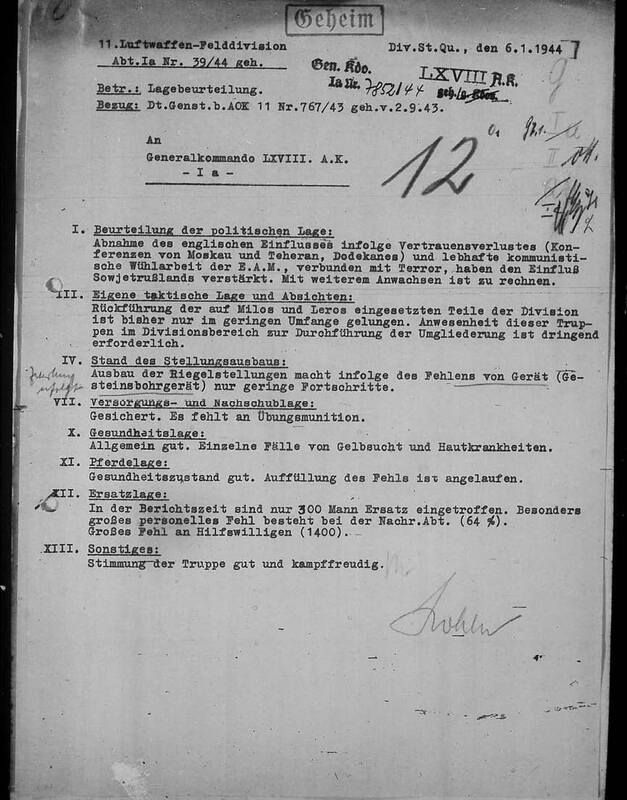 Geheim
11.Luftwaffen-Felddivision
Div.St.Qu., den 6.1.1944
Abt.Ia Nr. 39/44 geh.
Gen. Kdo. LXVIII A.K.
Ia Nr. 785/44 geh.
Betr.: Lagebeurteilung.
Bezug: Dt.Genst.b.AOK 11 Nr.767/43 geh.v.2.9.43.
An
Generalkommando LXVIII. A.K.
- I a -
12
I. Beurteilung der politischen Lage:
Abnahme des englischen Einflusses infolge Vertrauensverlustes (Kon-
ferenzen von Moskau und Teheran, Dodekanes) und lebhafte kommunisti-
sche Wühlarbeit der E.A.M., verbunden mit Terror, haben den Einfluß
Sowjetrußlands verstärkt. Mit weiterem Anwachsen ist zu rechnen.
III. Eigene taktische Lage und Absichten:
Rückführung der auf Milos und Leros eingesetzten Teile der Division
ist bisher nur im geringen Umfange gelungen. Anwesenheit dieser Trup-
pen im Divisionsbereich zur Durchführung der Umgliederung ist dringend
erforderlich.
IV. Stand des Stellungsausbaus:
Ausbau der Riegelstellungen macht infolge des Fehlens von Gerät (Ge-
steinsbohrgerät) nur geringe Fortschritte.
VII. Versorgungs- und Nachschublage:
Gesichert. Es fehlt an Übungsmunition.
X. Gesundheitslage:
Allgemein gut. Einzelne Fälle von Gelbsucht und Hautkrankheiten.
XI. Pferdelage:
Gesundheitszustand gut. Auffüllung des Fehls ist angelaufen.
XII. Ersatzlage:
In der Berichtszeit sind nur 300 Mann Ersatz eingetroffen. Besonders
großes personelles Fehl besteht bei der Nachr.Abt. (64 %).
Großes Fehl an Hilfswilligen (1400).
XIII. Sonstiges:
Stimmung der Truppe gut und kampffreudig.